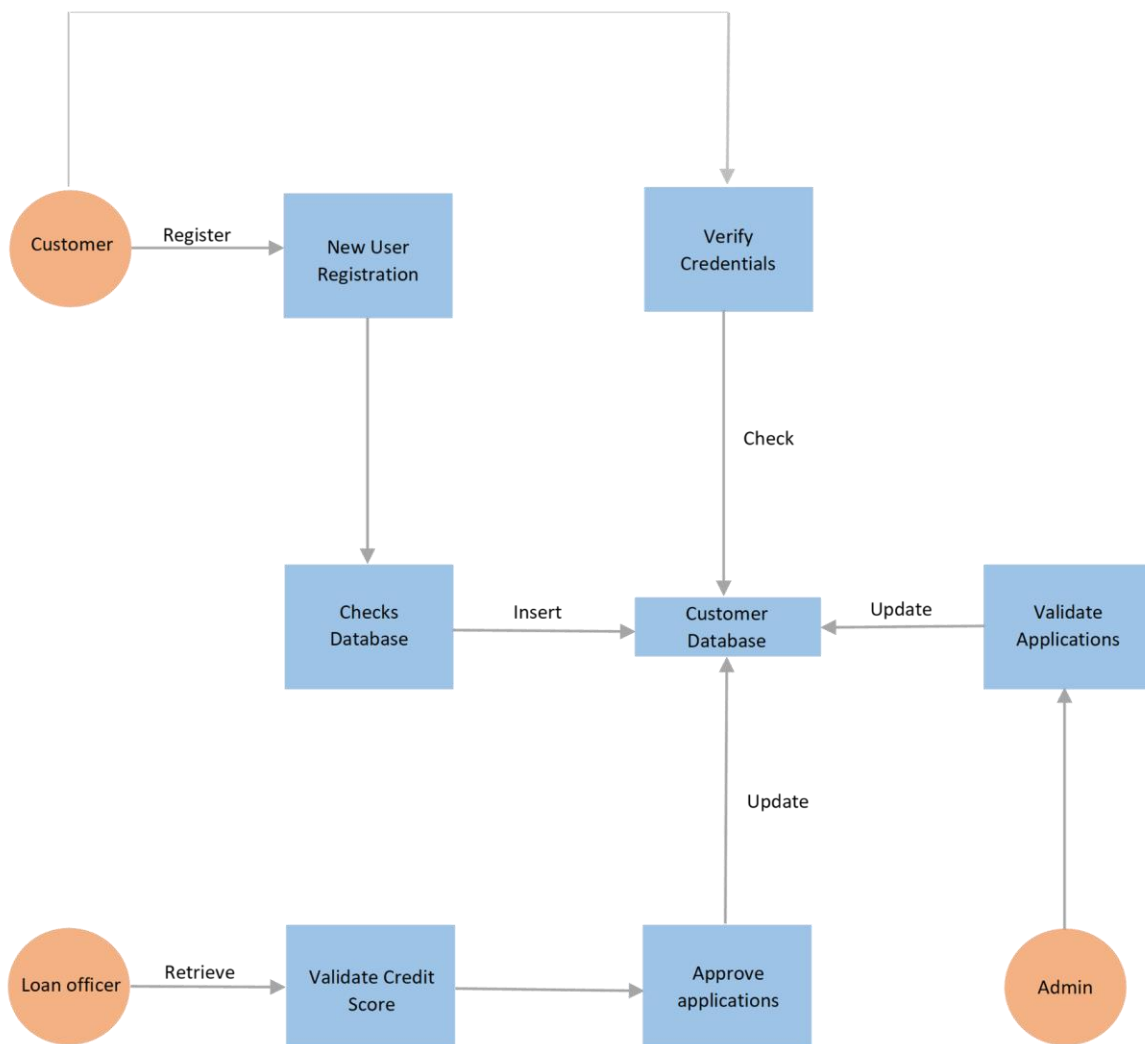 Customer
Register
New User
Registration
Verify
Credentials
Check
Checks
Database
Insert
Customer
Database
Update
Validate
Applications
Update
Loan officer
Retrieve
Validate Credit
Score
Approve
applications
Admin